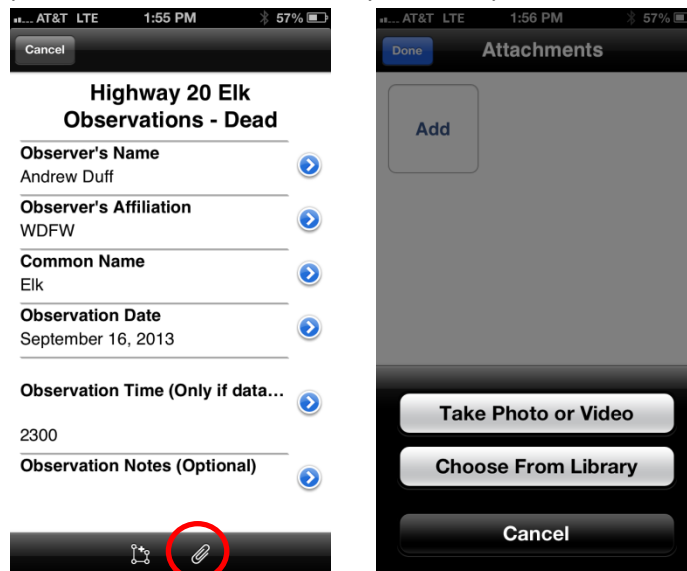 AT&T LTE 1:55 PM 57%
Cancel
Highway 20 Elk
Observations - Dead
Observer's Name
Andrew Duff
Observer's Affiliation
WDFW
Common Name
Elk
Observation Date
September 16, 2013
Observation Time (Only if data...
2300
Observation Notes (Optional)
AT&T LTE 1:56 PM 57%
Done Attachments
Add
Take Photo or Video
Choose From Library
Cancel